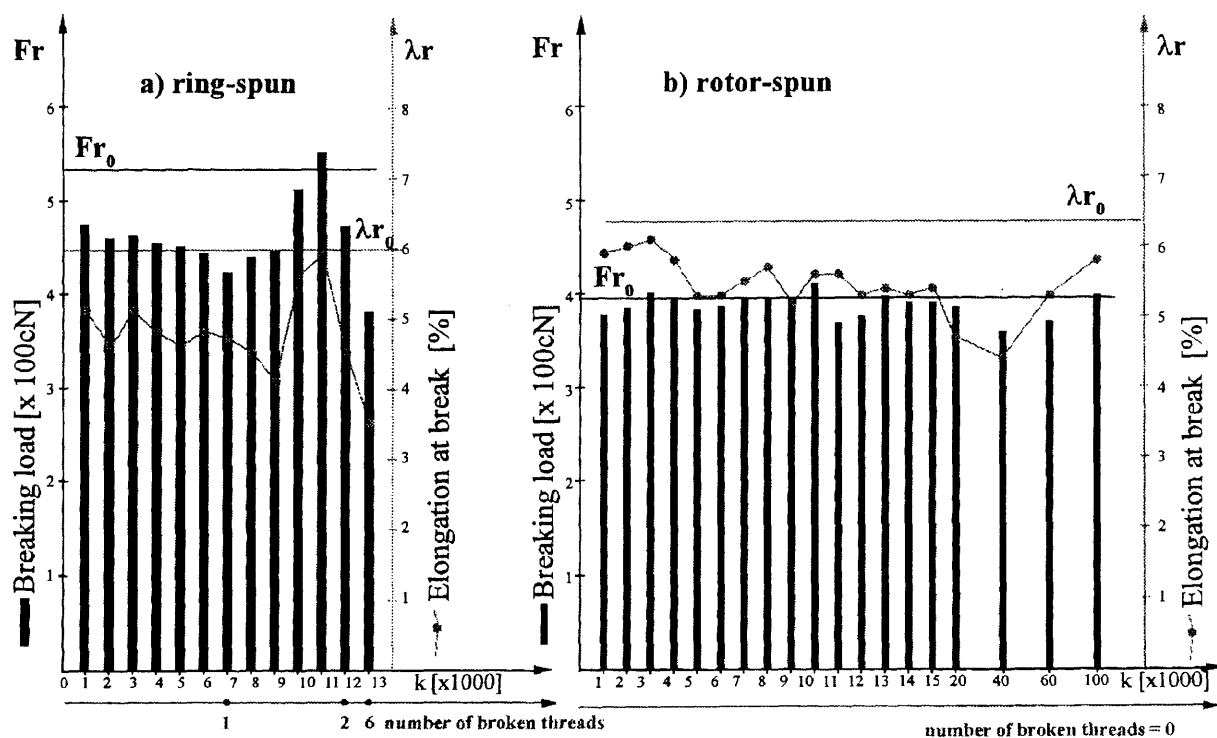 Fr
λr
a) ring-spun
6
5
4
3
2
1
Fr₀
λr₀
8
7
6
5
4
3
2
1
Breaking load [x 100cN]
Elongation at break [%]
0 1 2 3 4 5 6 7 8 9 10 11 12 13 k [x1000]
1 2 6 number of broken threads
Fr
λr
b) rotor-spun
6
5
4
3
2
1
λr₀
Fr₀
8
7
6
5
4
3
2
1
Breaking load [x 100cN]
Elongation at break [%]
1 2 3 4 5 6 7 8 9 10 11 12 13 14 15 20 40 60 100 k [x1000]
number of broken threads = 0